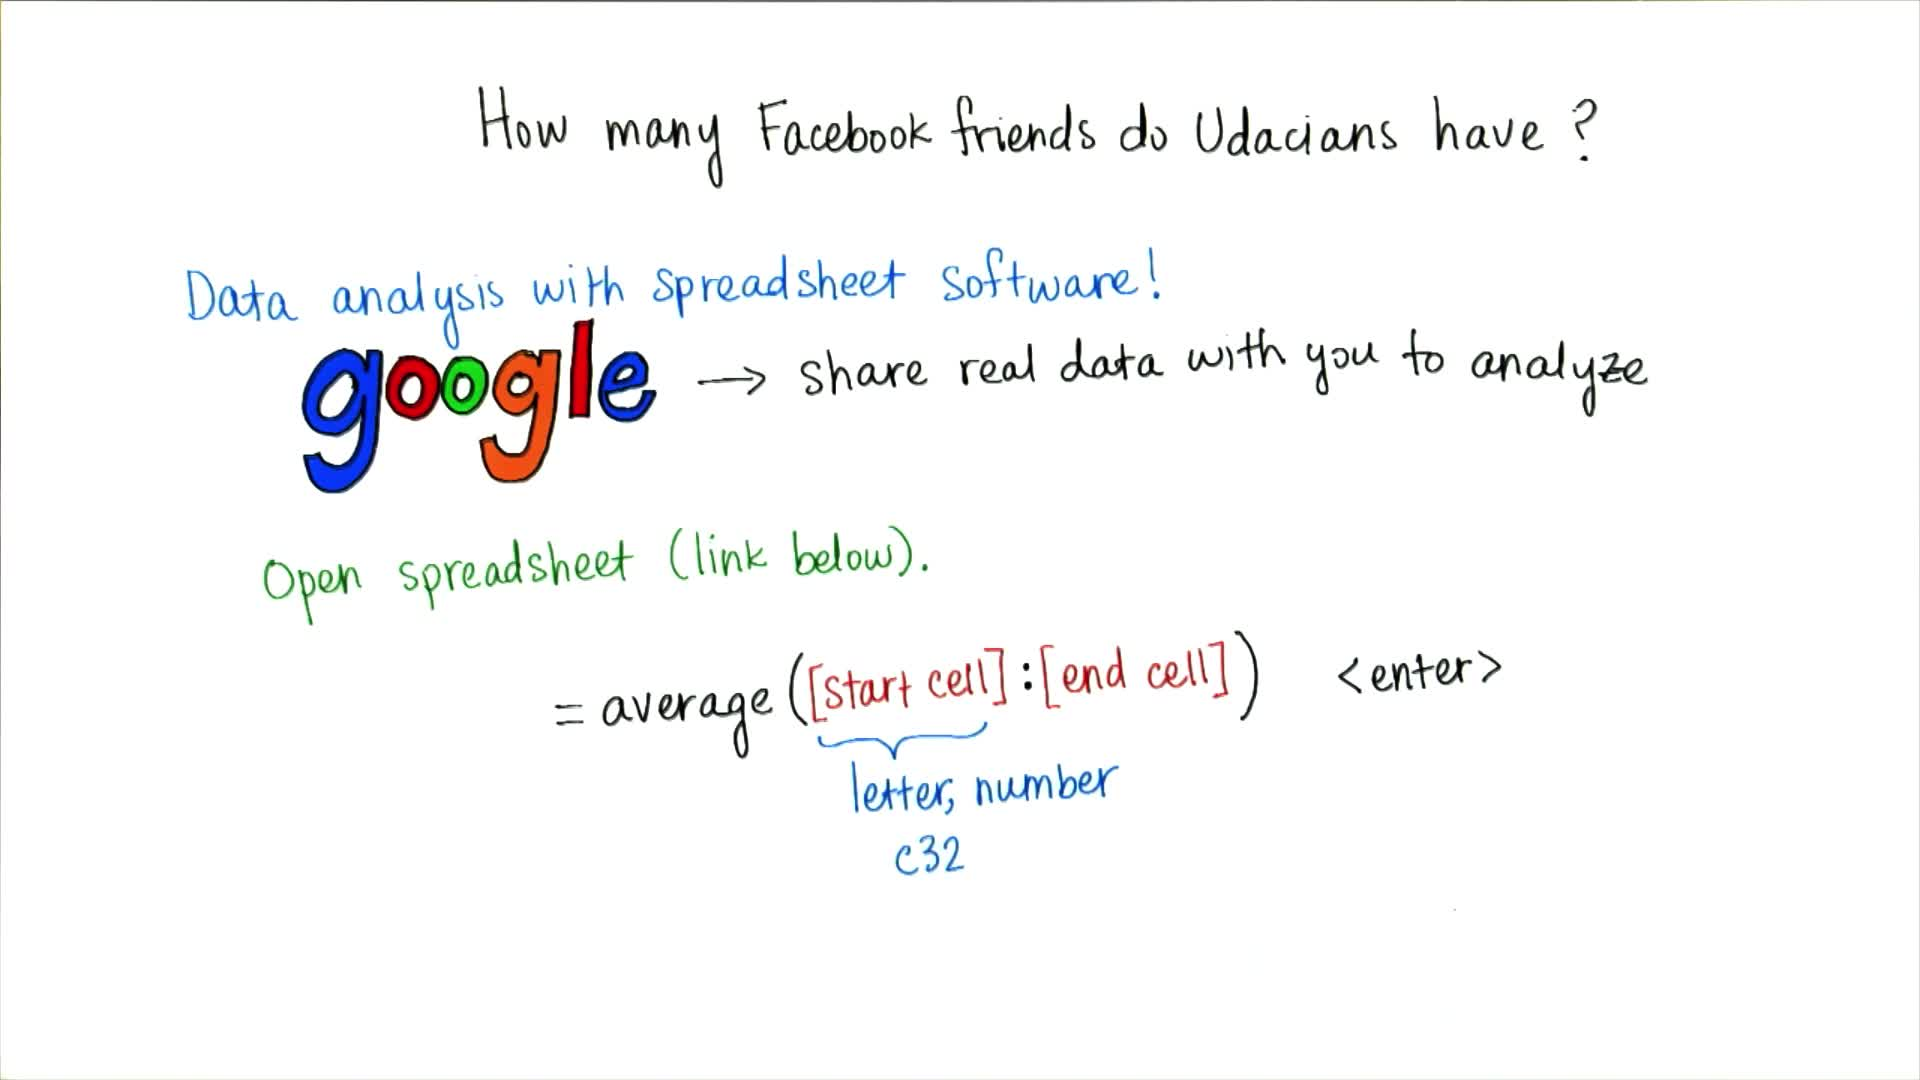 How many Facebook friends do Udacians have?
Data analysis with spreadsheet software!
google → share real data with you to analyze
Open spreadsheet (link below).
= average ([start cell]:[end cell]) <enter>
letter, number
c32